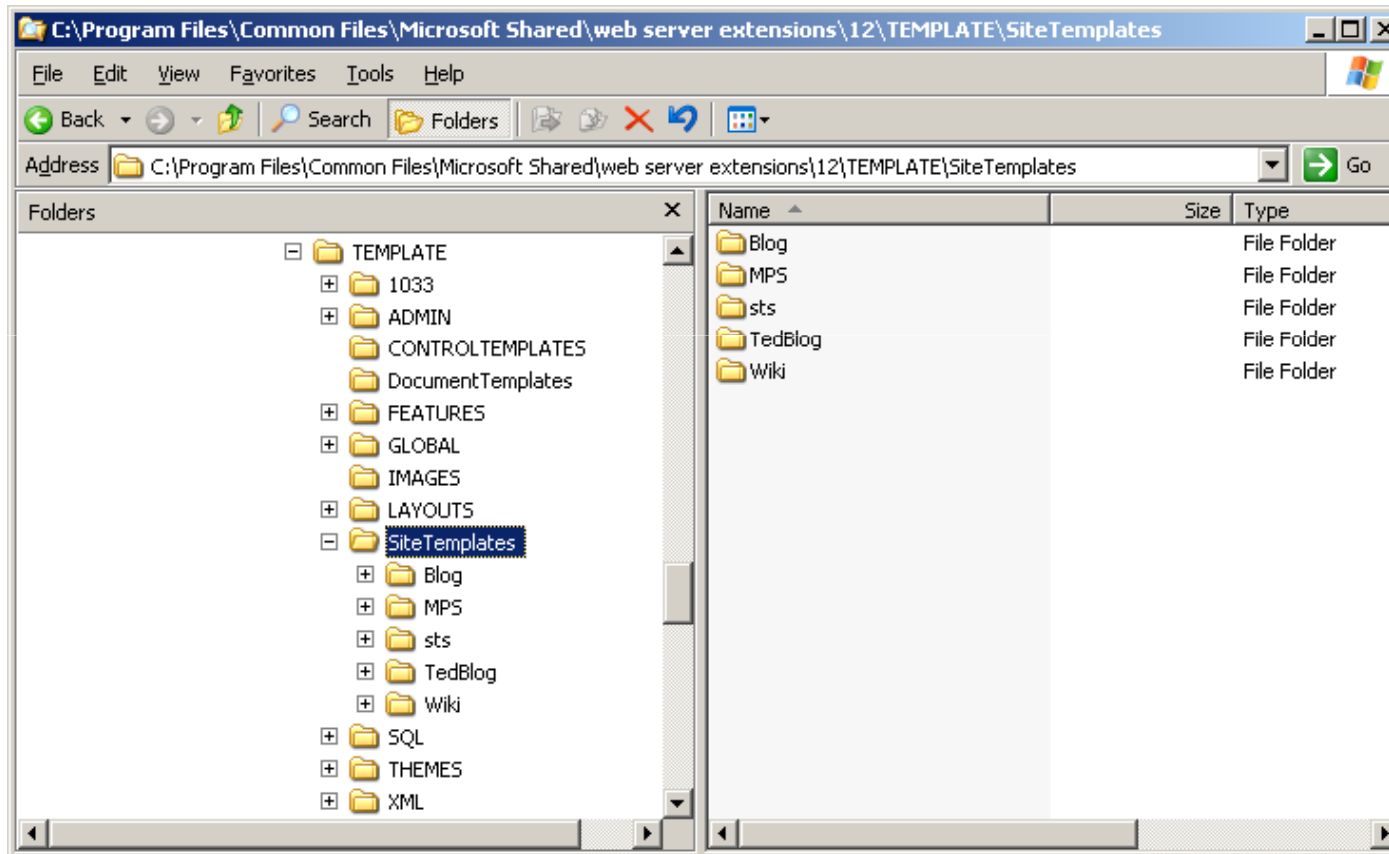 C:\Program Files\Common Files\Microsoft Shared\web server extensions\12\TEMPLATE\SiteTemplates
File Edit View Favorites Tools Help
Back Search Folders
Address C:\Program Files\Common Files\Microsoft Shared\web server extensions\12\TEMPLATE\SiteTemplates Go
Folders
TEMPLATE
1033
ADMIN
CONTROLTEMPLATES
DocumentTemplates
FEATURES
GLOBAL
IMAGES
LAYOUTS
SiteTemplates
Blog
MPS
sts
TedBlog
Wiki
SQL
THEMES
XML
Name Size Type
Blog File Folder
MPS File Folder
sts File Folder
TedBlog File Folder
Wiki File Folder